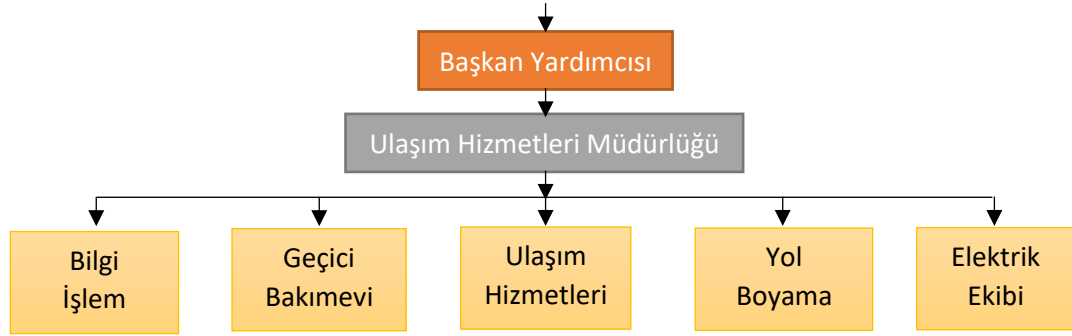 Başkan Yardımcısı
Ulaşım Hizmetleri Müdürlüğü
Bilgi
İşlem
Geçici
Bakımevi
Ulaşım
Hizmetleri
Yol
Boyama
Elektrik
Ekibi